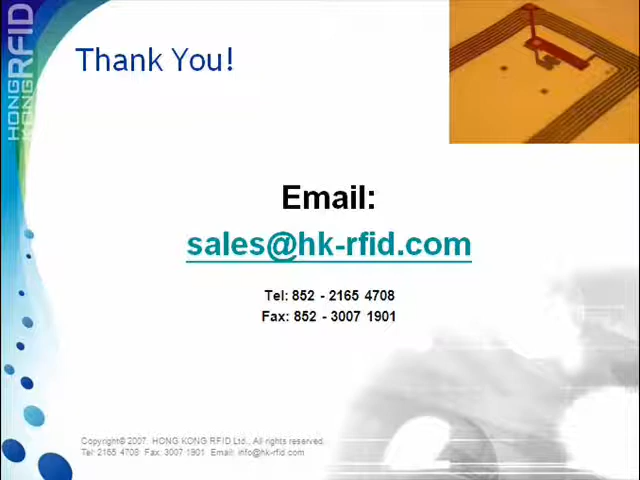 HONG KONG RFID
Thank You!
Email:
sales@hk-rfid.com
Tel: 852 - 2165 4708
Fax: 852 - 3007 1901
Copyright© 2007. HONG KONG RFID Ltd., All rights reserved.
Tel: 2165 4708 Fax: 3007 1901 Email: info@hk-rfid.com